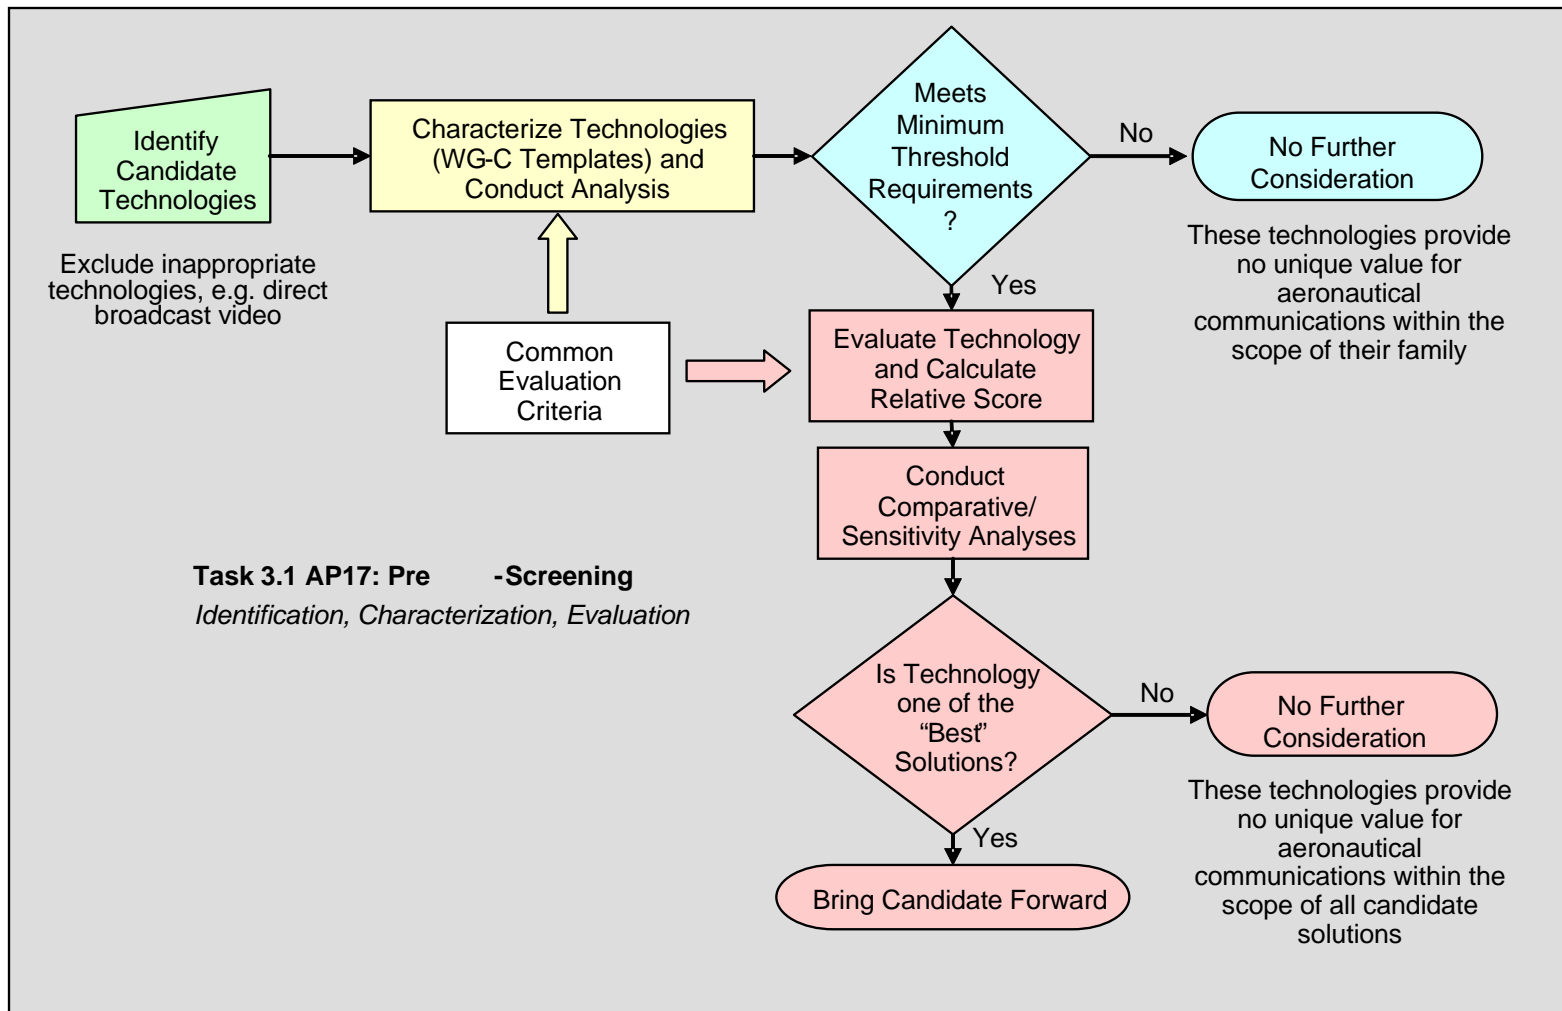 Identify
Candidate
Technologies
Exclude inappropriate
technologies, e.g. direct
broadcast video
Characterize Technologies
(WG-C Templates) and
Conduct Analysis
Common
Evaluation
Criteria
Meets
Minimum
Threshold
Requirements
?
No
No Further
Consideration
These technologies provide
no unique value for
aeronautical
communications within the
scope of their family
Yes
Evaluate Technology
and Calculate
Relative Score
Conduct
Comparative/
Sensitivity Analyses
Task 3.1 AP17: Pre -Screening
Identification, Characterization, Evaluation
Is Technology
one of the
“Best”
Solutions?
No
No Further
Consideration
These technologies provide
no unique value for
aeronautical
communications within the
scope of all candidate
solutions
Yes
Bring Candidate Forward